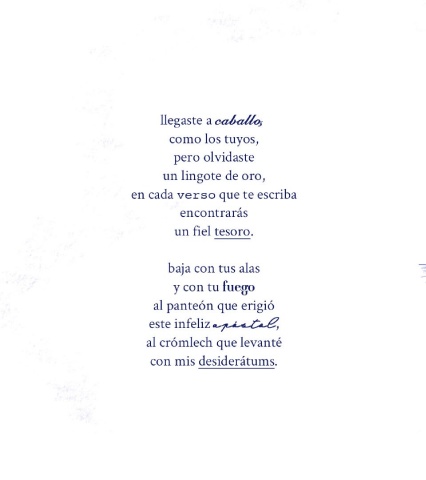 llegaste a caballo,
como los tuyos,
pero olvidaste
un lingote de oro,
en cada verso que te escriba
encontrarás
un fiel tesoro.
baja con tus alas
y con tu fuego
al panteón que erigió
este infeliz apóstol,
al crómlech que levanté
con mis desiderátums.